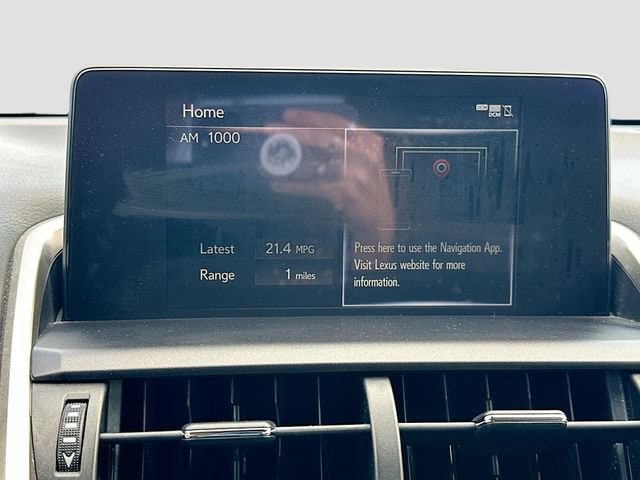 Home
DCM
AM 1000
Latest 21.4 MPG
Range 1 miles
Press here to use the Navigation App.
Visit Lexus website for more
information.